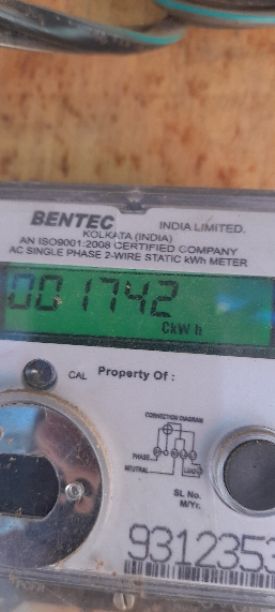 BENTEC INDIA LIMITED.
KOLKATA (INDIA)
AN ISO9001:2008 CERTIFIED COMPANY
AC SINGLE PHASE 2-WIRE STATIC kWh METER
001742
CkWh
CAL Property Of :
CONNECTION DIAGRAM
PHASE
NEUTRAL LOAD
SL No.
M/Yr.
9312353